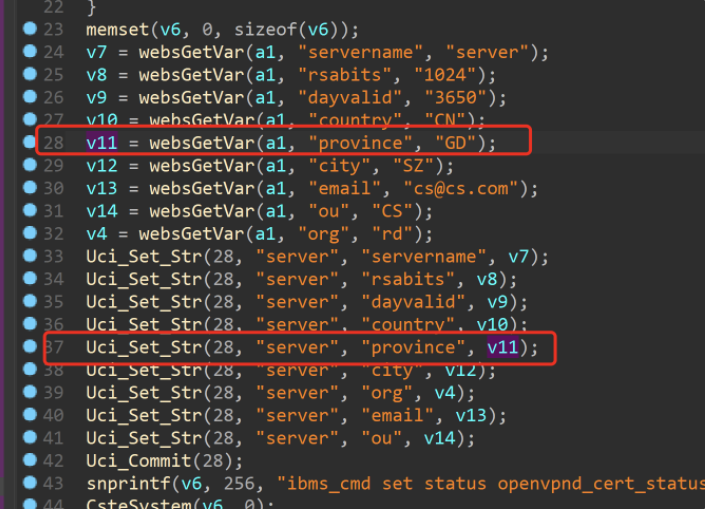 22 }
23 memset(v6, 0, sizeof(v6));
24 v7 = websGetVar(a1, "servername", "server");
25 v8 = websGetVar(a1, "rsabits", "1024");
26 v9 = websGetVar(a1, "dayvalid", "3650");
27 v10 = websGetVar(a1, "country", "CN");
28 v11 = websGetVar(a1, "province", "GD");
29 v12 = websGetVar(a1, "city", "SZ");
30 v13 = websGetVar(a1, "email", "cs@cs.com");
31 v14 = websGetVar(a1, "ou", "CS");
32 v4 = websGetVar(a1, "org", "rd");
33 Uci_Set_Str(28, "server", "servername", v7);
34 Uci_Set_Str(28, "server", "rsabits", v8);
35 Uci_Set_Str(28, "server", "dayvalid", v9);
36 Uci_Set_Str(28, "server", "country", v10);
37 Uci_Set_Str(28, "server", "province", v11);
38 Uci_Set_Str(28, "server", "city", v12);
39 Uci_Set_Str(28, "server", "org", v4);
40 Uci_Set_Str(28, "server", "email", v13);
41 Uci_Set_Str(28, "server", "ou", v14);
42 Uci_Commit(28);
43 snprintf(v6, 256, "ibms_cmd set status openvpnd_cert_status
44 CsteSystem(v6, 0);